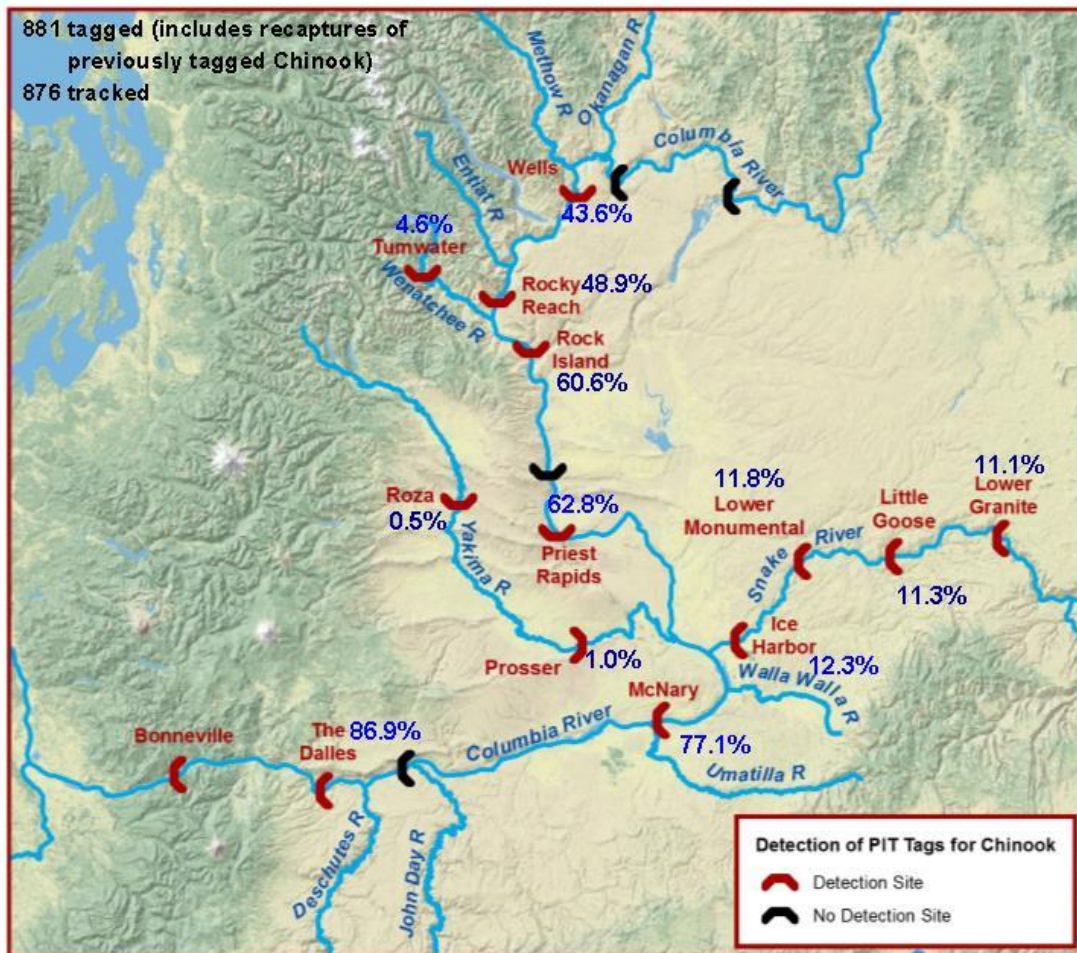 881 tagged (includes recaptures of
previously tagged Chinook)
876 tracked
Methow R
Okanagan R
Columbia River
Entiat R
Wells
43.6%
4.6%
Tumwater
Wenatchee R
Rocky
Reach
48.9%
Rock
Island
60.6%
Roza
0.5%
Yakima R
62.8%
Priest
Rapids
11.8%
Lower
Monumental
Snake River
Little
Goose
11.3%
11.1%
Lower
Granite
Prosser
1.0%
Ice
Harbor
12.3%
Walla Walla R
McNary
77.1%
Umatilla R
Columbia River
Bonneville
The
Dalles
86.9%
Deschutes R
John Day R
Detection of PIT Tags for Chinook
Detection Site
No Detection Site